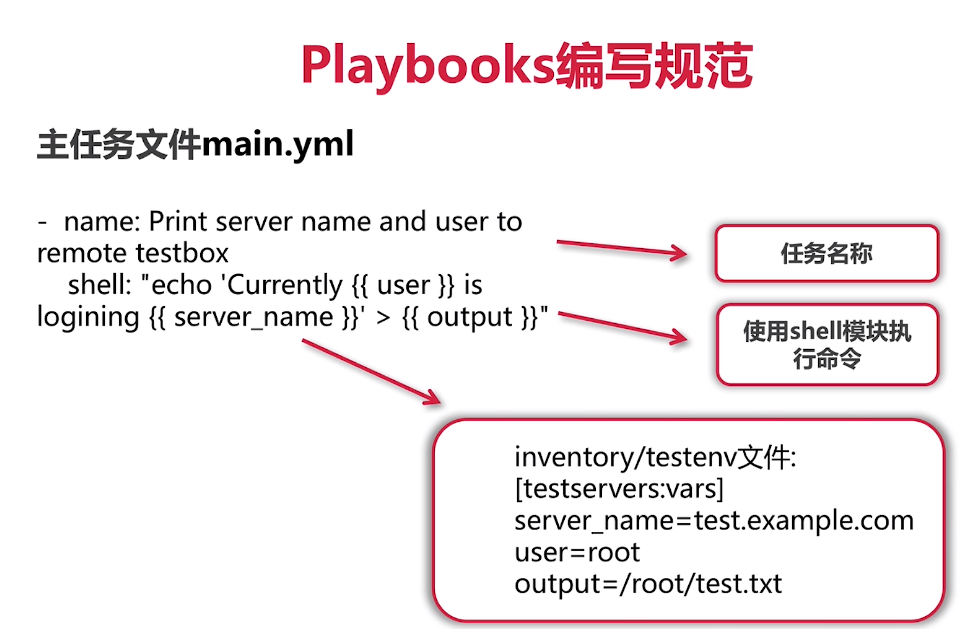 Playbooks编写规范
主任务文件main.yml
- name: Print server name and user to
remote testbox
shell: "echo 'Currently {{ user }} is
logining {{ server_name }}' > {{ output }}"
任务名称
使用shell模块执
行命令
inventory/testenv文件:
[testservers:vars]
server_name=test.example.com
user=root
output=/root/test.txt